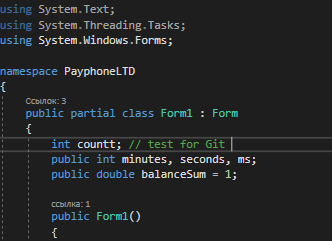 using System.Text;
using System.Threading.Tasks;
using System.Windows.Forms;
namespace PayphoneLTD
{
Ссылок: 3
public partial class Form1 : Form
{
int countt; // test for Git
public int minutes, seconds, ms;
public double balanceSum = 1;
ссылка: 1
public Form1()
{